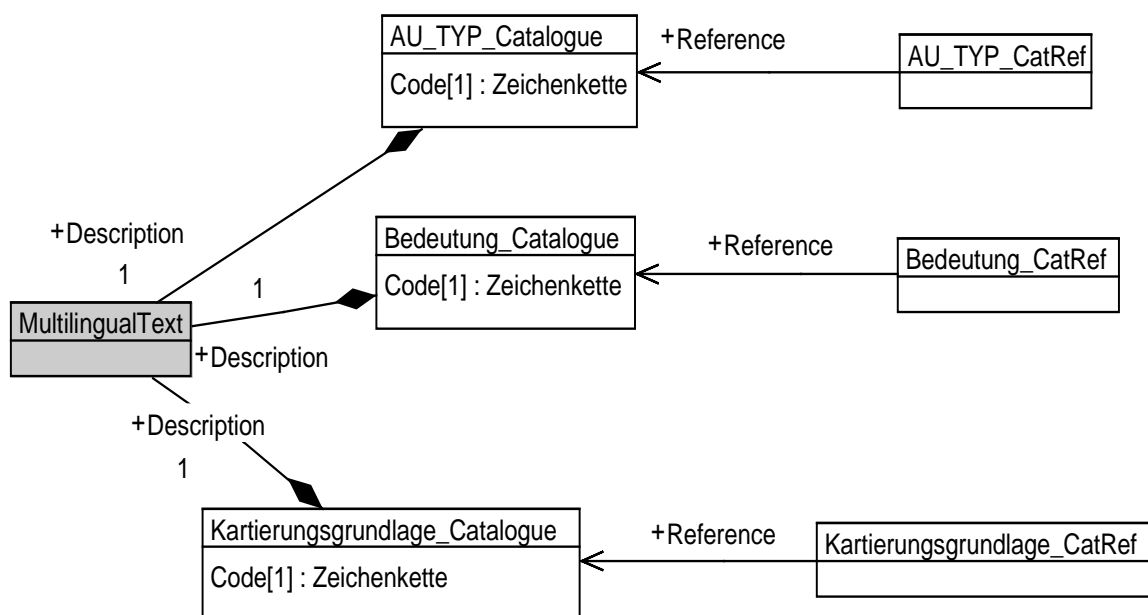 AU_TYP_Catalogue
Code[1] : Zeichenkette
+Reference
AU_TYP_CatRef
+Description
1
Bedeutung_Catalogue
Code[1] : Zeichenkette
+Reference
Bedeutung_CatRef
1
MultilingualText
+Description
+Description
1
Kartierungsgrundlage_Catalogue
Code[1] : Zeichenkette
+Reference
Kartierungsgrundlage_CatRef